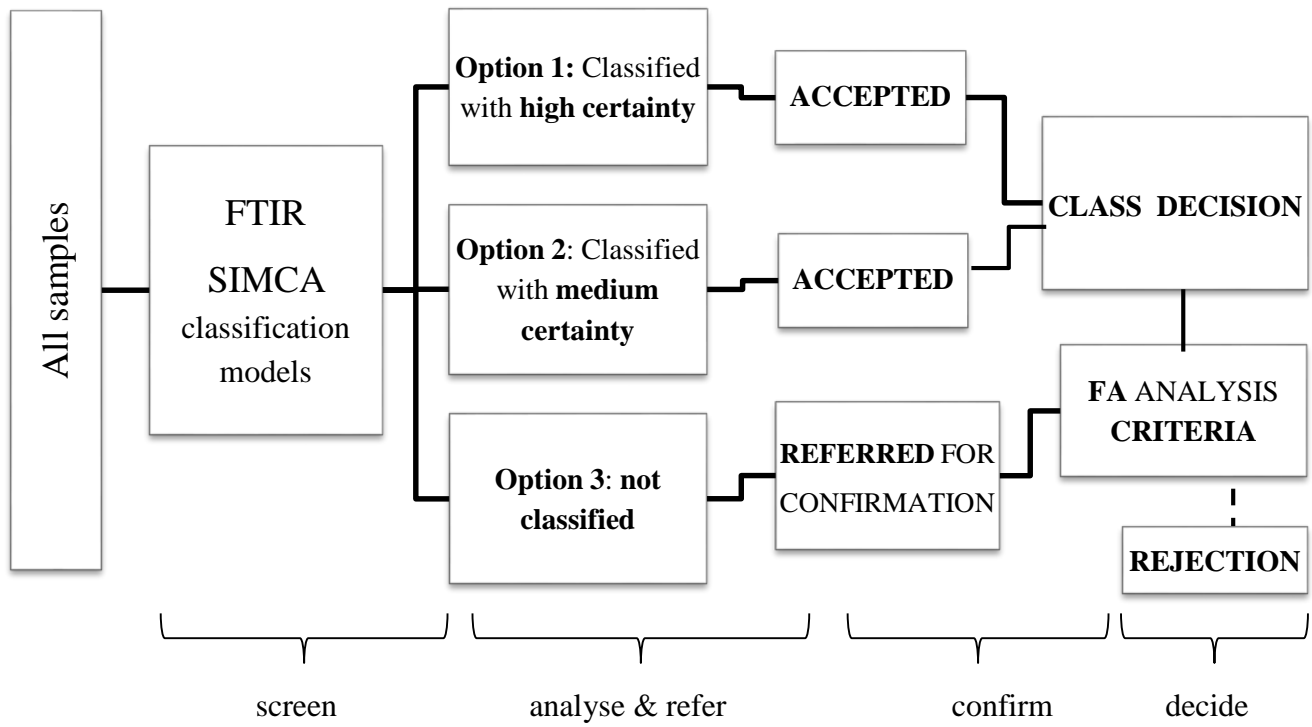 All samples
FTIR
SIMCA
classification
models
Option 1: Classified
with high certainty
Option 2: Classified
with medium
certainty
Option 3: not
classified
ACCEPTED
ACCEPTED
REFERRED FOR
CONFIRMATION
CLASS DECISION
FA ANALYSIS
CRITERIA
REJECTION
screen
analyse & refer
confirm
decide